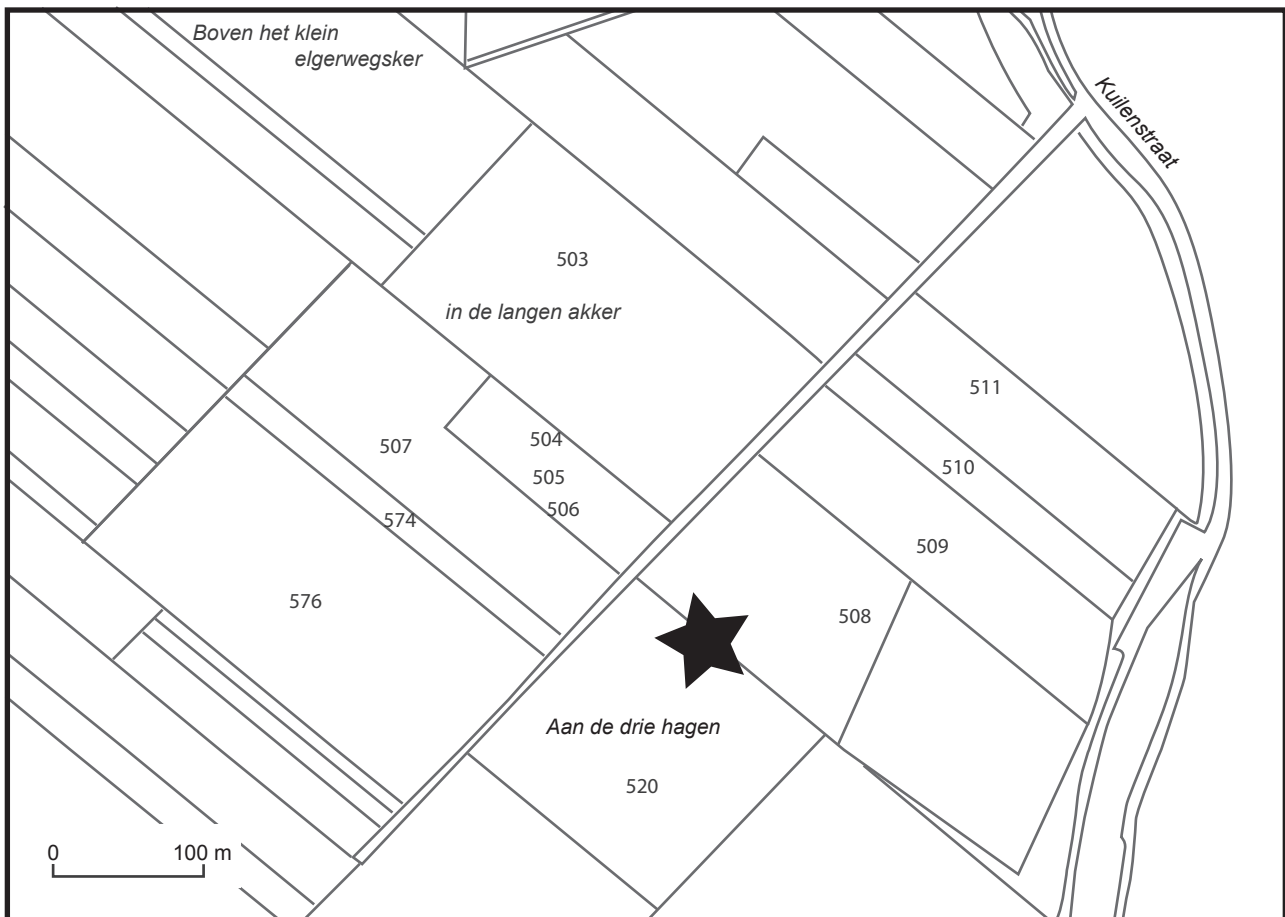 Boven het klein
elgerwegsker
Kuilenstraat
503
in de langen akker
511
504
507
510
505
506
574
509
576
508
Aan de drie hagen
520
0 100 m